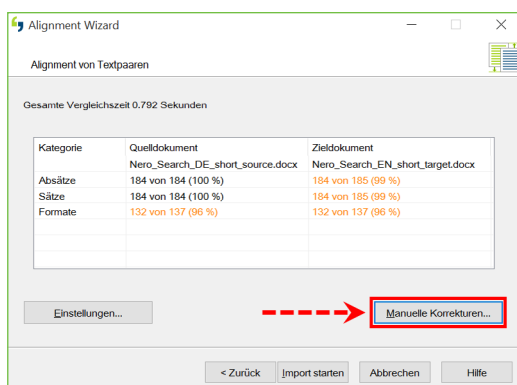 Alignment Wizard
Alignment von Textpaaren
Gesamte Vergleichszeit 0.792 Sekunden
Kategorie Quelldokument Zieldokument
Nero_Search_DE_short_source.docx Nero_Search_EN_short_target.docx
Absätze 184 von 184 (100 %) 184 von 185 (99 %)
Sätze 184 von 184 (100 %) 184 von 185 (99 %)
Formate 132 von 137 (96 %) 132 von 137 (96 %)
Einstellungen... Manuelle Korrekturen...
< Zurück Import starten Abbrechen Hilfe